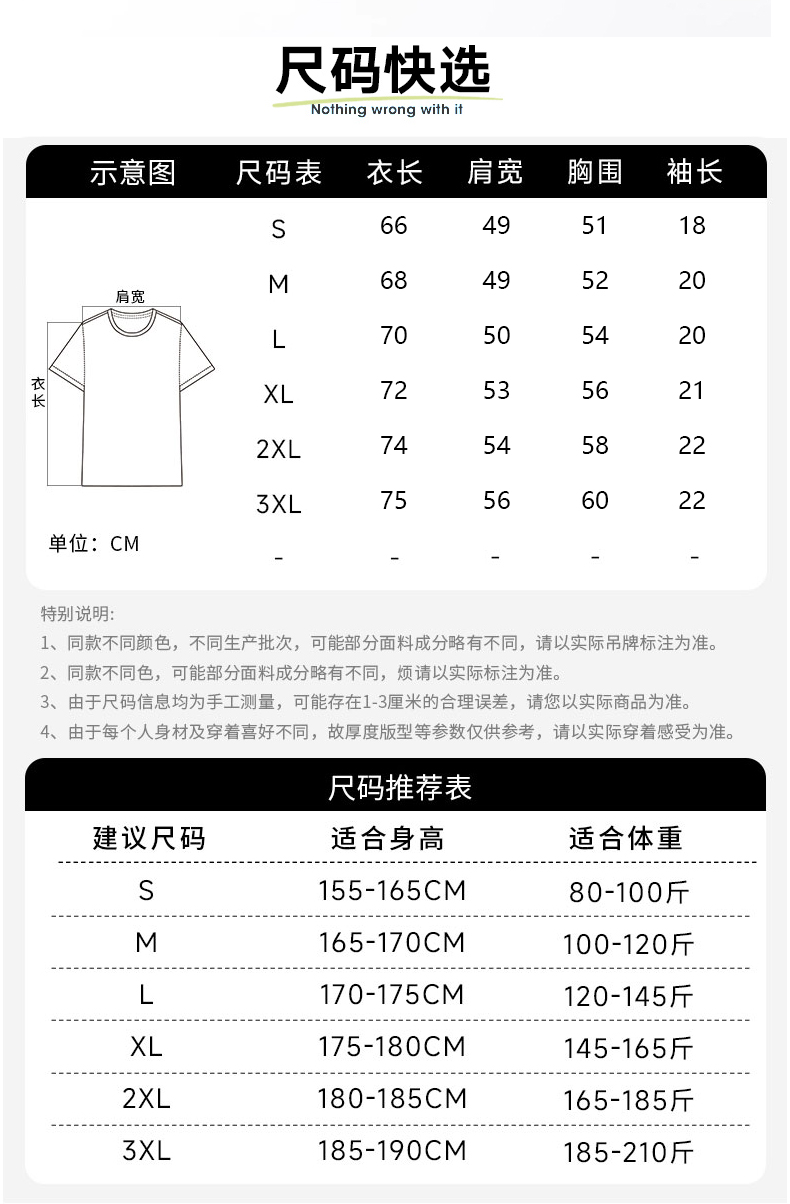 尺码快选
Nothing wrong with it
示意图 尺码表 衣长 肩宽 胸围 袖长
S 66 49 51 18
M 68 49 52 20
肩宽
L 70 50 54 20
衣长
XL 72 53 56 21
2XL 74 54 58 22
3XL 75 56 60 22
单位：CM
- - - - -
特别说明:
1、同款不同颜色，不同生产批次，可能部分面料成分略有不同，请以实际吊牌标注为准。
2、同款不同色，可能部分面料成分略有不同，烦请以实际标注为准。
3、由于尺码信息均为手工测量，可能存在1-3厘米的合理误差，请您以实际商品为准。
4、由于每个人身材及穿着喜好不同，故厚度版型等参数仅供参考，请以实际穿着感受为准。
尺码推荐表
建议尺码 适合身高 适合体重
S 155-165CM 80-100斤
M 165-170CM 100-120斤
L 170-175CM 120-145斤
XL 175-180CM 145-165斤
2XL 180-185CM 165-185斤
3XL 185-190CM 185-210斤